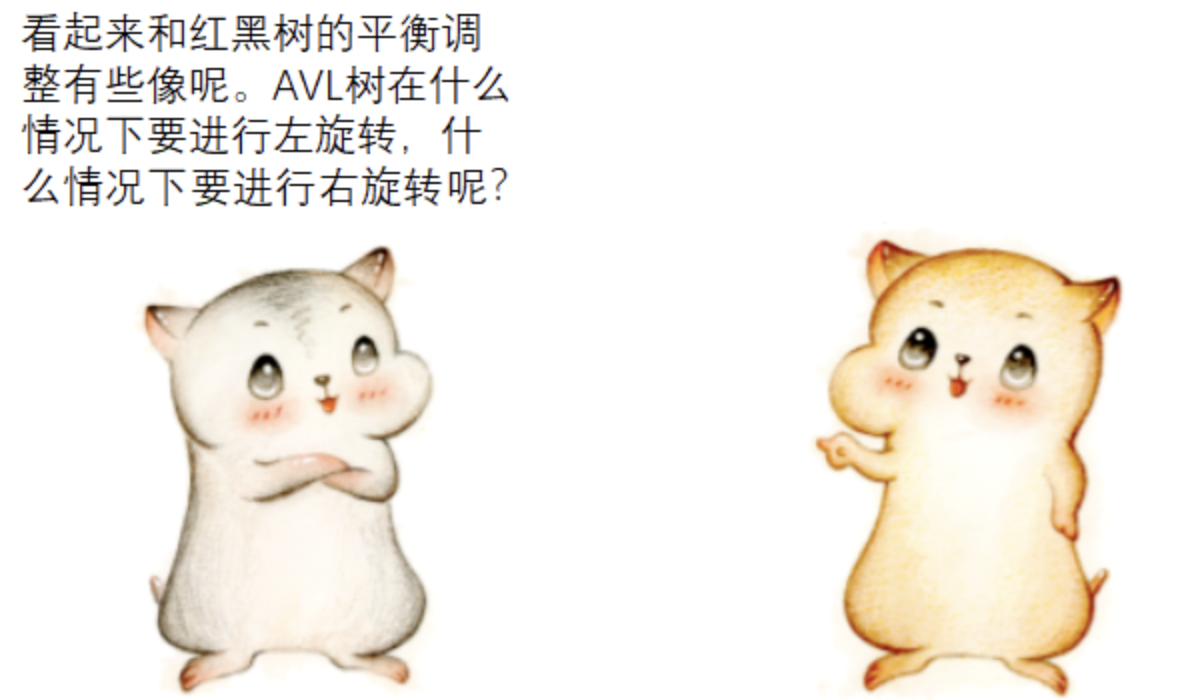 看起来和红黑树的平衡调
整有些像呢。AVL树在什么
情况下要进行左旋转，什
么情况下要进行右旋转呢？